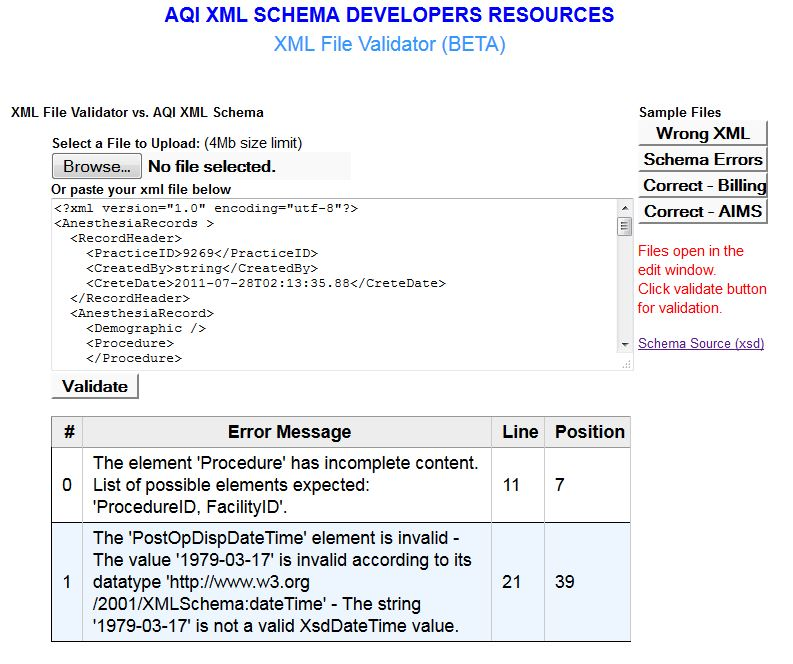 AQI XML SCHEMA DEVELOPERS RESOURCES
XML File Validator (BETA)
XML File Validator vs. AQI XML Schema
Select a File to Upload: (4Mb size limit)
Browse... No file selected.
Or paste your xml file below
<?xml version="1.0" encoding="utf-8"?>
<AnesthesiaRecords >
<RecordHeader>
<PracticeID>9269</PracticeID>
<CreatedBy>string</CreatedBy>
<CreteDate>2011-07-28T02:13:35.88</CreteDate>
</RecordHeader>
<AnesthesiaRecord>
<Demographic />
<Procedure>
</Procedure>
Validate
Sample Files
Wrong XML
Schema Errors
Correct - Billing
Correct - AIMS
Files open in the
edit window.
Click validate button
for validation.
Schema Source (xsd)
# Error Message Line Position
0 The element 'Procedure' has incomplete content. 11 7
List of possible elements expected:
'ProcedureID, FacilityID'.
1 The 'PostOpDispDateTime' element is invalid - 21 39
The value '1979-03-17' is invalid according to its
datatype 'http://www.w3.org
/2001/XMLSchema:dateTime' - The string
'1979-03-17' is not a valid XsdDateTime value.